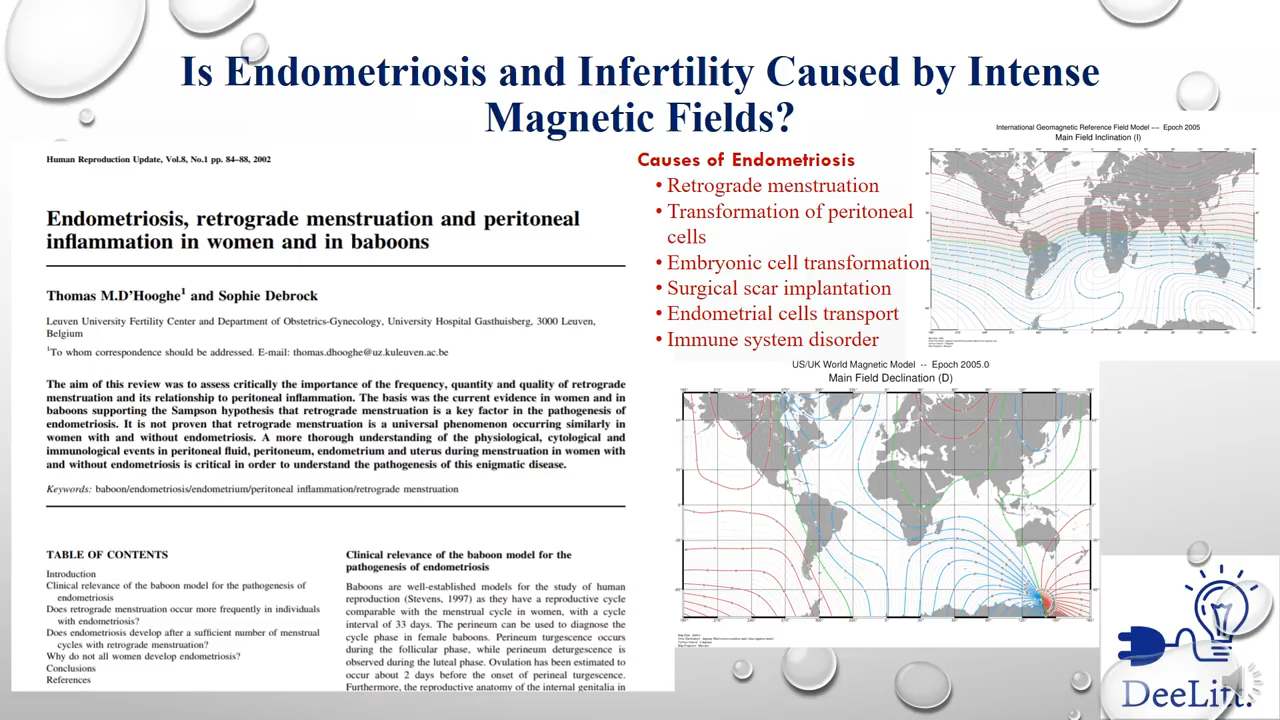 Is Endometriosis and Infertility Caused by Intense
Magnetic Fields?
Human Reproduction Update, Vol.8, No.1 pp. 84–88, 2002
Endometriosis, retrograde menstruation and peritoneal
inflammation in women and in baboons
Thomas M.D'Hooghe1 and Sophie Debrock
Leuven University Fertility Center and Department of Obstetrics-Gynecology, University Hospital Gasthuisberg, 3000 Leuven,
Belgium
1To whom correspondence should be addressed. E-mail: thomas.dhooghe@uz.kuleuven.ac.be
The aim of this review was to assess critically the importance of the frequency, quantity and quality of retrograde
menstruation and its relationship to peritoneal inflammation. The basis was the current evidence in women and in
baboons supporting the Sampson hypothesis that retrograde menstruation is a key factor in the pathogenesis of
endometriosis. It is not proven that retrograde menstruation is a universal phenomenon occurring similarly in
women with and without endometriosis. A more thorough understanding of the physiological, cytological and
immunological events in peritoneal fluid, peritoneum, endometrium and uterus during menstruation in women with
and without endometriosis is critical in order to understand the pathogenesis of this enigmatic disease.
Keywords: baboon/endometriosis/endometrium/peritoneal inflammation/retrograde menstruation
TABLE OF CONTENTS
Introduction
Clinical relevance of the baboon model for the pathogenesis of
endometriosis
Does retrograde menstruation occur more frequently in individuals
with endometriosis?
Does endometriosis develop after a sufficient number of menstrual
cycles with retrograde menstruation?
Why do not all women develop endometriosis?
Conclusions
References
Clinical relevance of the baboon model for the
pathogenesis of endometriosis
Baboons are well-established models for the study of human
reproduction (Stevens, 1997) as they have a reproductive cycle
comparable with the menstrual cycle in women, with a cycle
interval of 33 days. The perineum can be used to diagnose the
cycle phase in female baboons. Perineum turgescence occurs
during the follicular phase, while perineum deturgescence is
observed during the luteal phase. Ovulation has been estimated to
occur about 2 days before the onset of perineal turgescence.
Furthermore, the reproductive anatomy of the internal genitalia in
Causes of Endometriosis
• Retrograde menstruation
• Transformation of peritoneal
cells
• Embryonic cell transformation
• Surgical scar implantation
• Endometrial cells transport
• Immune system disorder
International Geomagnetic Reference Field Model –– Epoch 2005
Main Field Inclination (I)
US/UK World Magnetic Model -- Epoch 2005.0
Main Field Declination (D)
DeeLitt.